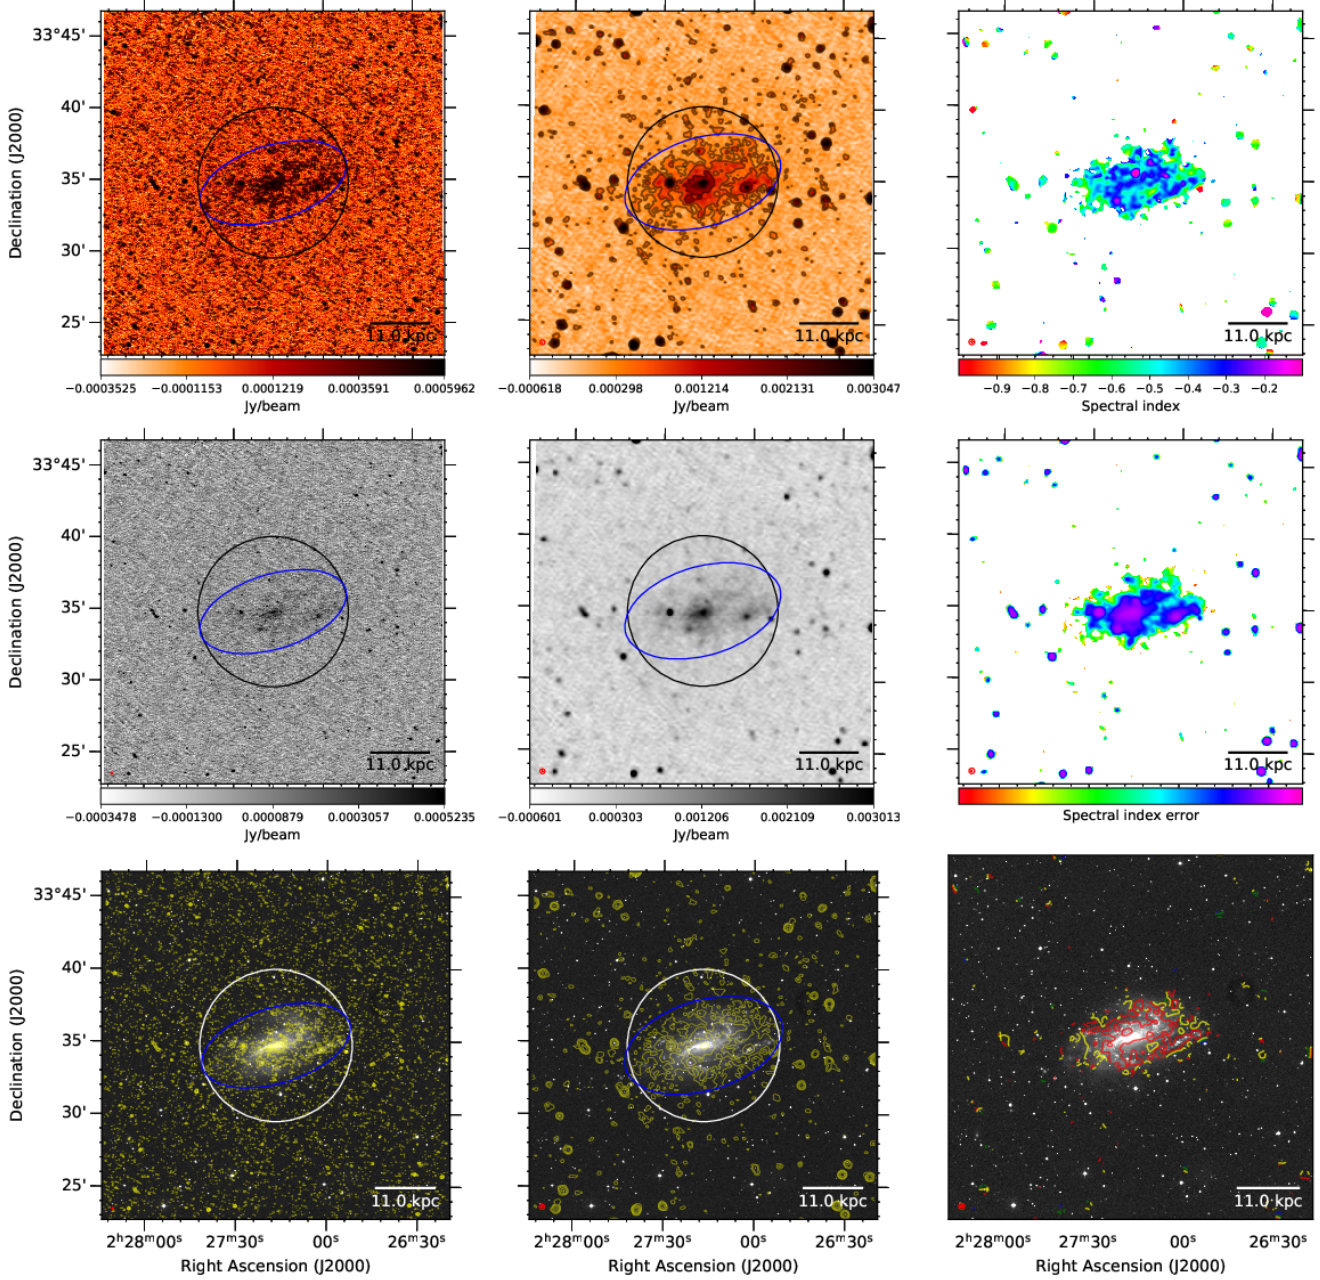 33°45'
40'
35'
30'
25'
Declination (J2000)
11.0 kpc
−0.0003525 −0.0001153 0.0001219 0.0003591 0.0005962
Jy/beam
11.0 kpc
−0.000618 0.000298 0.001214 0.002131 0.003047
Jy/beam
11.0 kpc
−0.9 −0.8 −0.7 −0.6 −0.5 −0.4 −0.3 −0.2
Spectral index
33°45'
40'
35'
30'
25'
Declination (J2000)
11.0 kpc
−0.0003478 −0.0001300 0.0000879 0.0003057 0.0005235
Jy/beam
11.0 kpc
−0.000601 0.000303 0.001206 0.002109 0.003013
Jy/beam
11.0 kpc
Spectral index error
33°45'
40'
35'
30'
25'
Declination (J2000)
11.0 kpc
2ʰ28ᵐ00ˢ 27ᵐ30ˢ 00ˢ 26ᵐ30ˢ
Right Ascension (J2000)
11.0 kpc
2ʰ28ᵐ00ˢ 27ᵐ30ˢ 00ˢ 26ᵐ30ˢ
Right Ascension (J2000)
11.0 kpc
2ʰ28ᵐ00ˢ 27ᵐ30ˢ 00ˢ 26ᵐ30ˢ
Right Ascension (J2000)